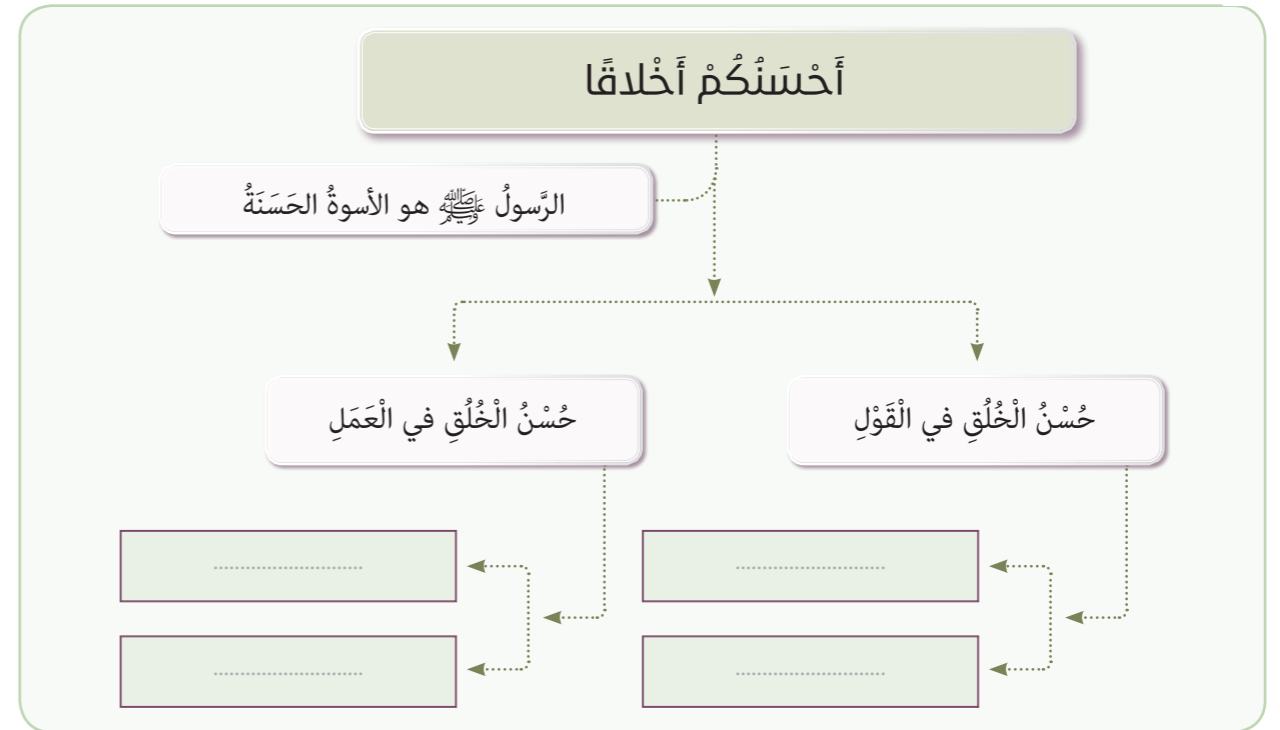 أَحْسَنُكُمْ أَخْلاقًا
الرَّسولُ ﷺ هو الأسوةُ الحَسَنَةُ
حُسْنُ الْخُلُقِ في الْقَوْلِ
حُسْنُ الْخُلُقِ في الْعَمَلِ
...........................
...........................
...........................
...........................